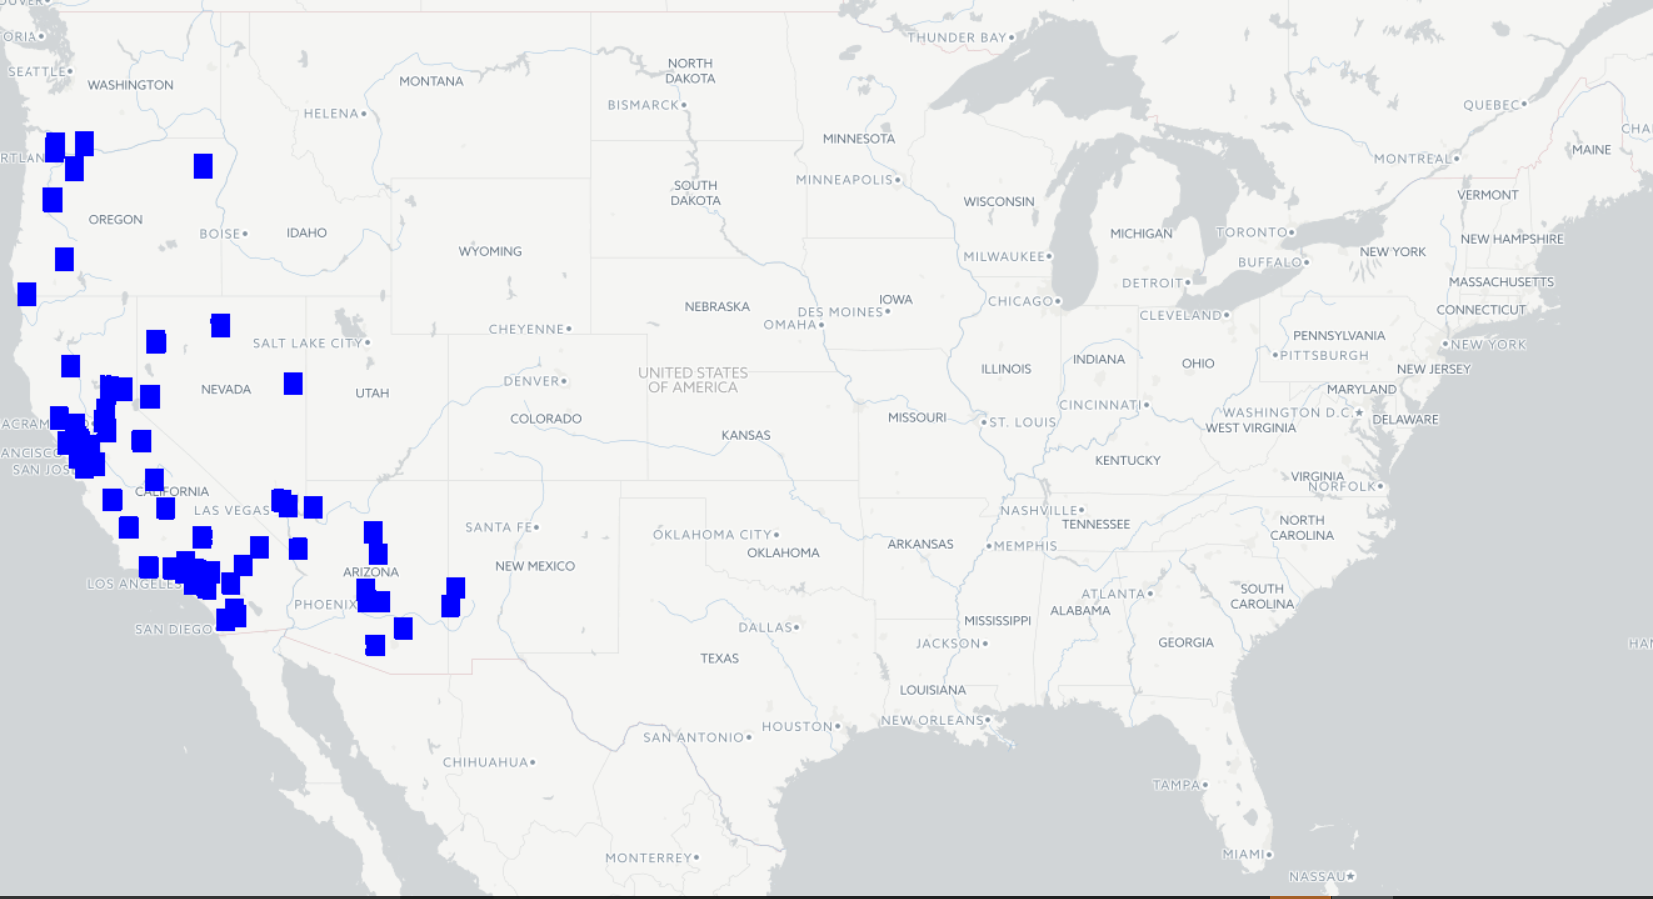 OUVER
ORIA
THUNDER BAY
SEATTLE
WASHINGTON
MONTANA
NORTH
DAKOTA
HELENA
BISMARCK
QUEBEC
CHA
MINNESOTA
MAINE
RTLAN
MONTREAL
MINNEAPOLIS
SOUTH
DAKOTA
WISCONSIN
VERMONT
OREGON
BOISE
IDAHO
MICHIGAN
TORONTO
NEW HAMPSHIRE
WYOMING
MILWAUKEE
BUFFALO
NEW YORK
DETROIT
MASSACHUSETTS
NEBRASKA
DES MOINES
IOWA
CHICAGO
CLEVELAND
CONNECTICUT
CHEYENNE
OMAHA
PENNSYLVANIA
SALT LAKE CITY
NEW YORK
PITTSBURGH
INDIANA
OHIO
ILLINOIS
NEW JERSEY
UNITED STATES
OF AMERICA
DENVER
NEVADA
UTAH
MARYLAND
CINCINNATI
WASHINGTON D.C.
COLORADO
MISSOURI
ST. LOUIS
DELAWARE
ACRAM
WEST VIRGINIA
KANSAS
ANCISCO
KENTUCKY
SAN JOS
CALIFORNIA
VIRGINIA
NORFOLK
LAS VEGAS
NASHVILLE
TENNESSEE
SANTA FE
OKLAHOMA CITY
NORTH
CAROLINA
OKLAHOMA
ARKANSAS
MEMPHIS
ARIZONA
NEW MEXICO
LOS ANGELES
ATLANTA
SOUTH
CAROLINA
PHOENIX
ALABAMA
MISSISSIPPI
SAN DIEGO
DALLAS
JACKSON
GEORGIA
HAM
TEXAS
LOUISIANA
NEW ORLEANS
HOUSTON
SAN ANTONIO
CHIHUAHUA
TAMPA
MONTERREY
MIAMI
NASSAU